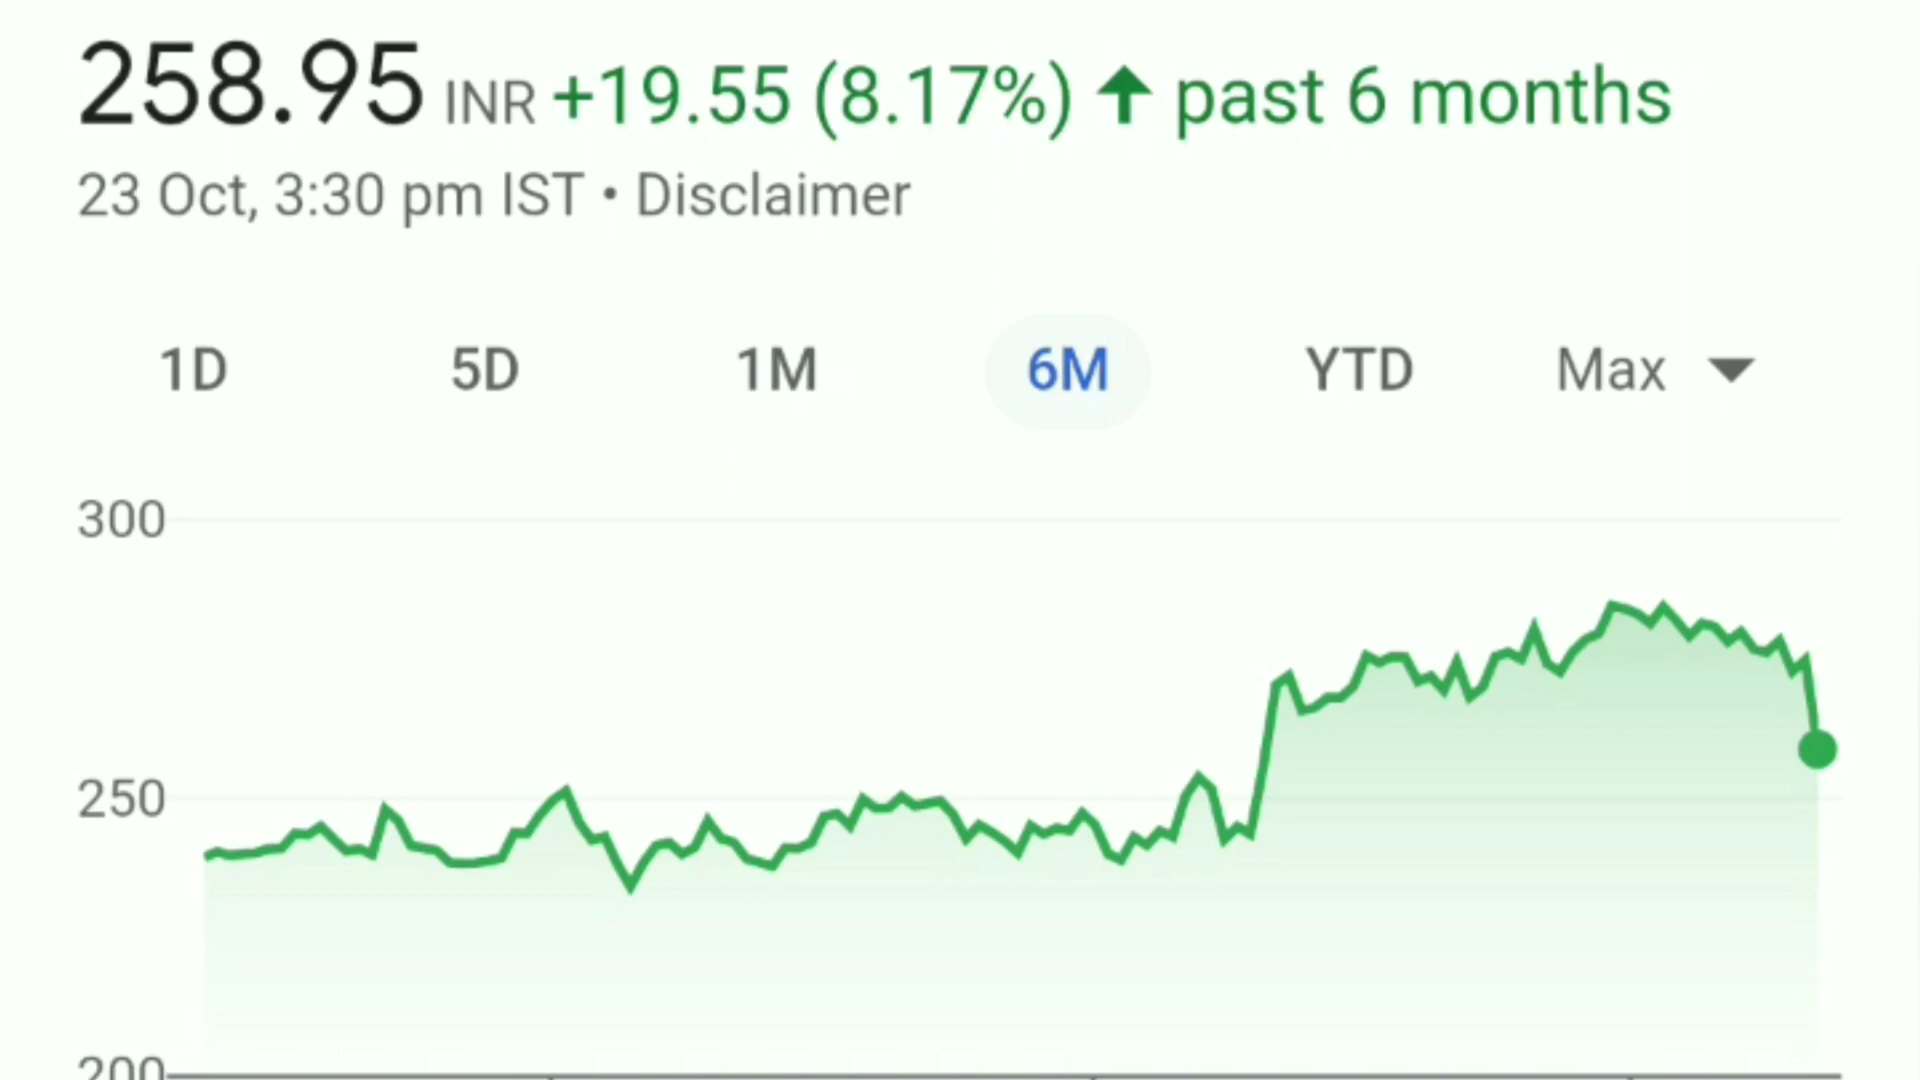 258.95 INR +19.55 (8.17%) ↑ past 6 months
23 Oct, 3:30 pm IST • Disclaimer
1D 5D 1M 6M YTD Max
300
250
200